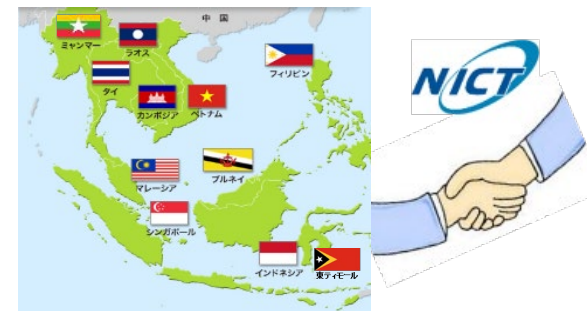 中 国
ミャンマー
ラオス
フィリピン
タイ
カンボジア
ベトナム
マレーシア
ブルネイ
シンガポール
インドネシア
東ティモール
NICT